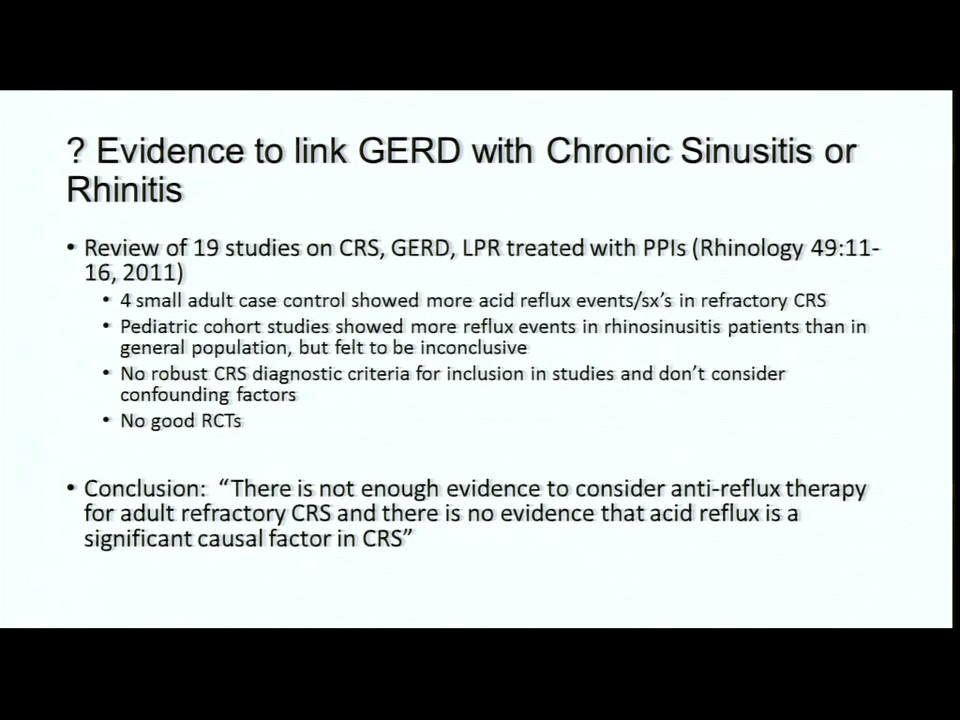 ? Evidence to link GERD with Chronic Sinusitis or
Rhinitis
• Review of 19 studies on CRS, GERD, LPR treated with PPIs (Rhinology 49:11-
16, 2011)
• 4 small adult case control showed more acid reflux events/sx's in refractory CRS
• Pediatric cohort studies showed more reflux events in rhinosinusitis patients than in
general population, but felt to be inconclusive
• No robust CRS diagnostic criteria for inclusion in studies and don't consider
confounding factors
• No good RCTs
• Conclusion: “There is not enough evidence to consider anti-reflux therapy
for adult refractory CRS and there is no evidence that acid reflux is a
significant causal factor in CRS”